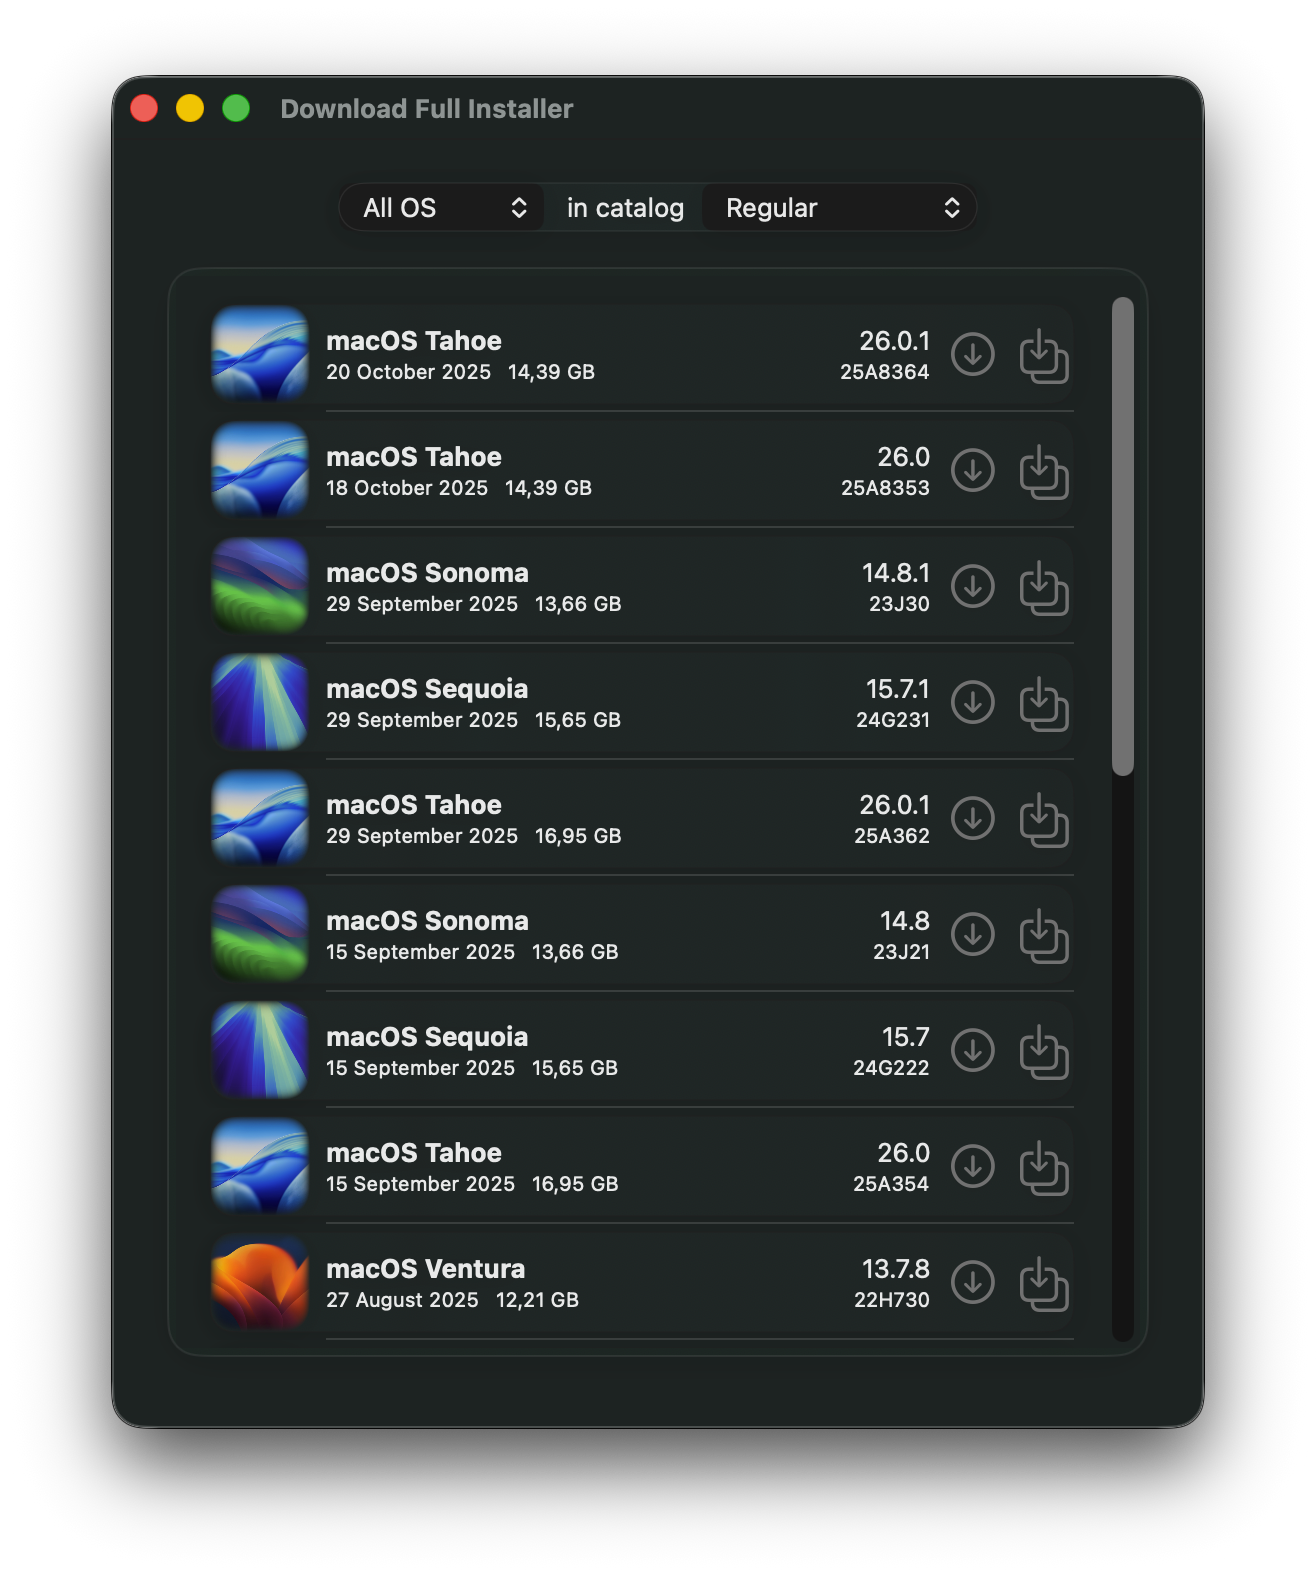 Download Full Installer
All OS in catalog Regular
macOS Tahoe 26.0.1
20 October 2025 14,39 GB 25A8364
macOS Tahoe 26.0
18 October 2025 14,39 GB 25A8353
macOS Sonoma 14.8.1
29 September 2025 13,66 GB 23J30
macOS Sequoia 15.7.1
29 September 2025 15,65 GB 24G231
macOS Tahoe 26.0.1
29 September 2025 16,95 GB 25A362
macOS Sonoma 14.8
15 September 2025 13,66 GB 23J21
macOS Sequoia 15.7
15 September 2025 15,65 GB 24G222
macOS Tahoe 26.0
15 September 2025 16,95 GB 25A354
macOS Ventura 13.7.8
27 August 2025 12,21 GB 22H730